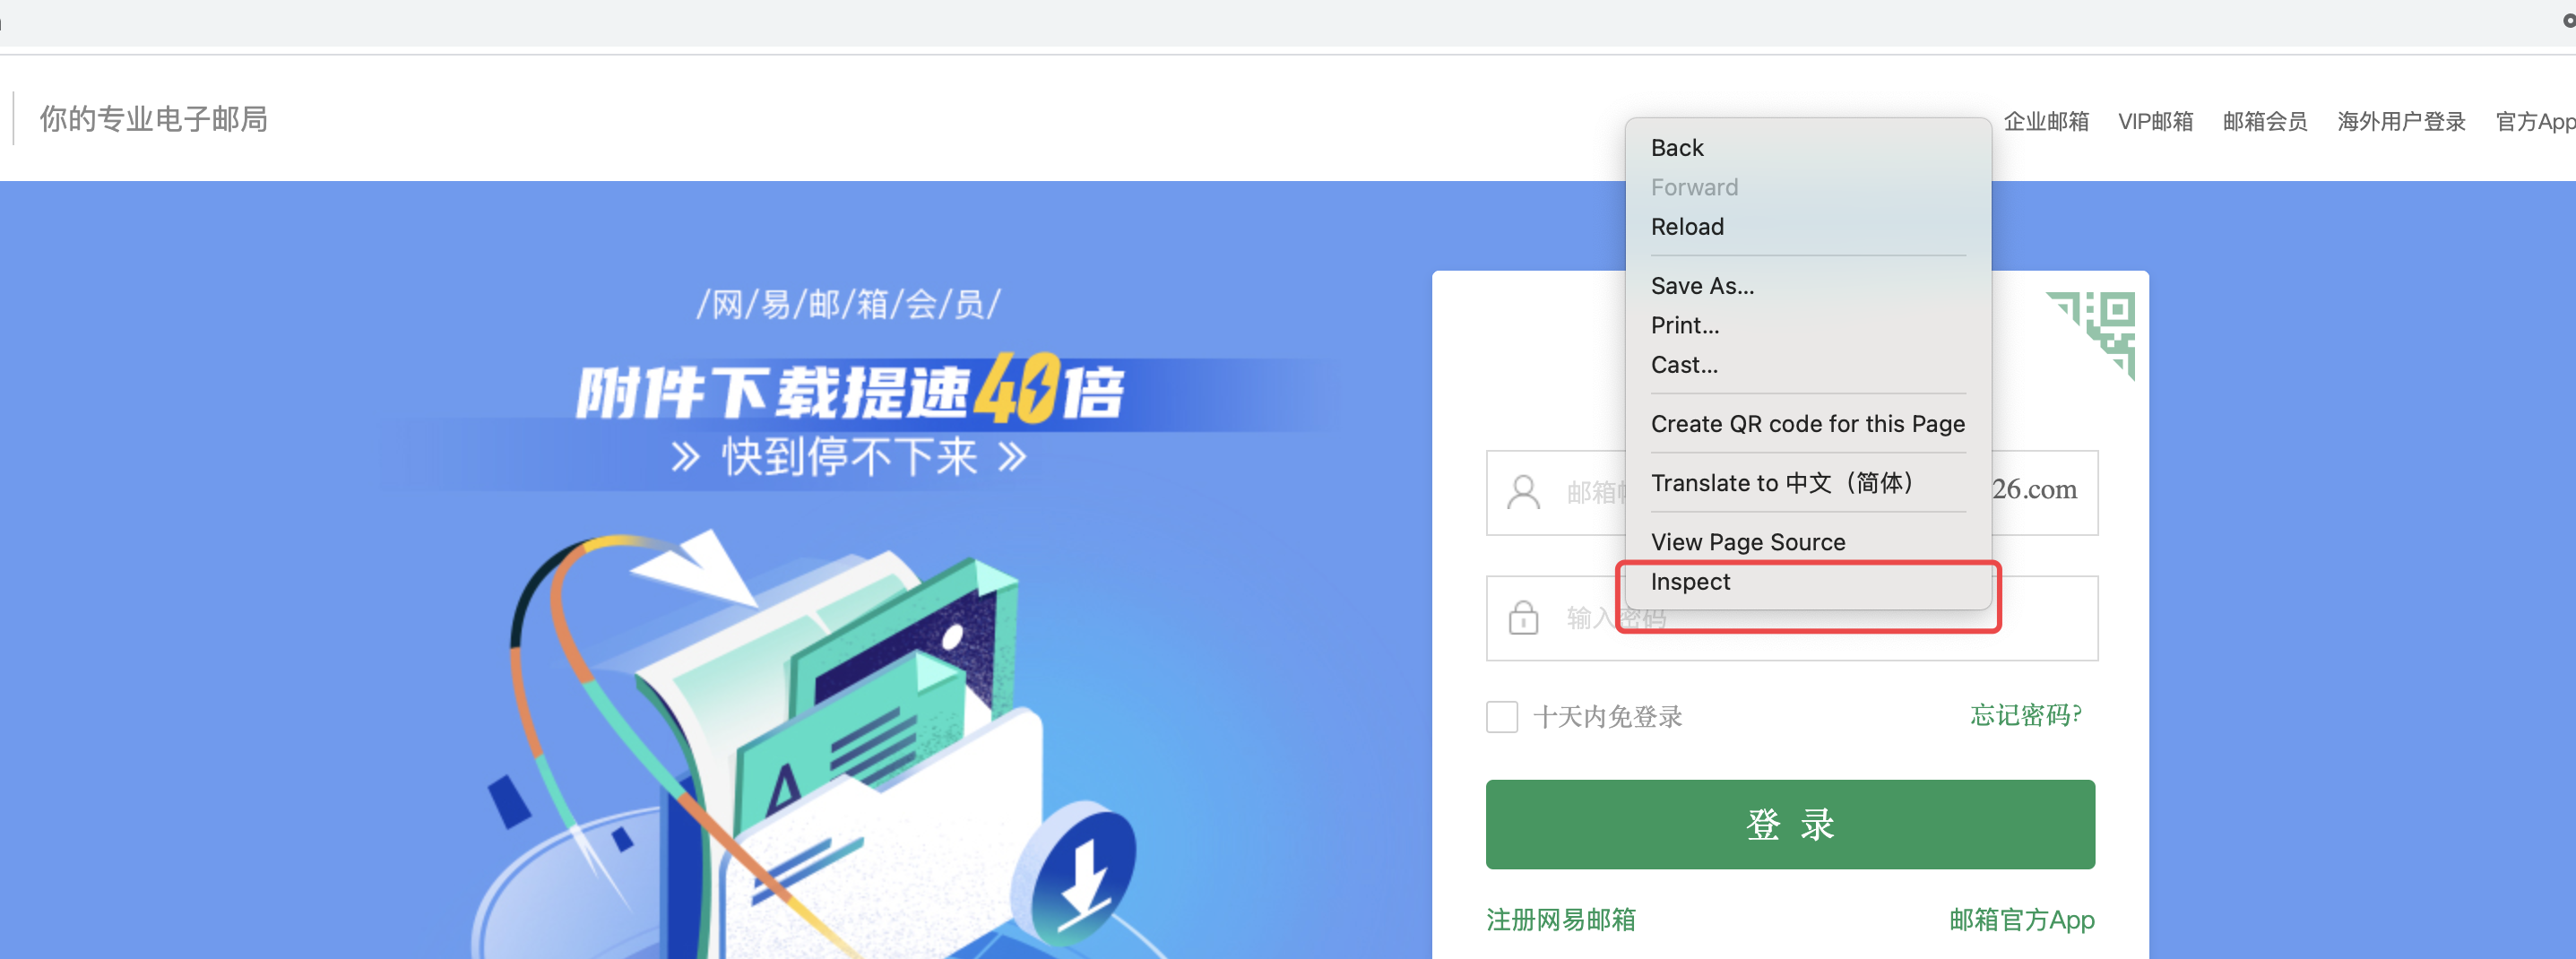 你的专业电子邮局
企业邮箱 VIP邮箱 邮箱会员 海外用户登录 官方App
Back
Forward
Reload
Save As...
Print...
Cast...
Create QR code for this Page
Translate to 中文（简体）
View Page Source
Inspect
/网/易/邮/箱/会/员/
附件下载提速40倍
» 快到停不下来 »
邮箱
26.com
输入密码
十天内免登录
忘记密码?
登 录
注册网易邮箱
邮箱官方App
A